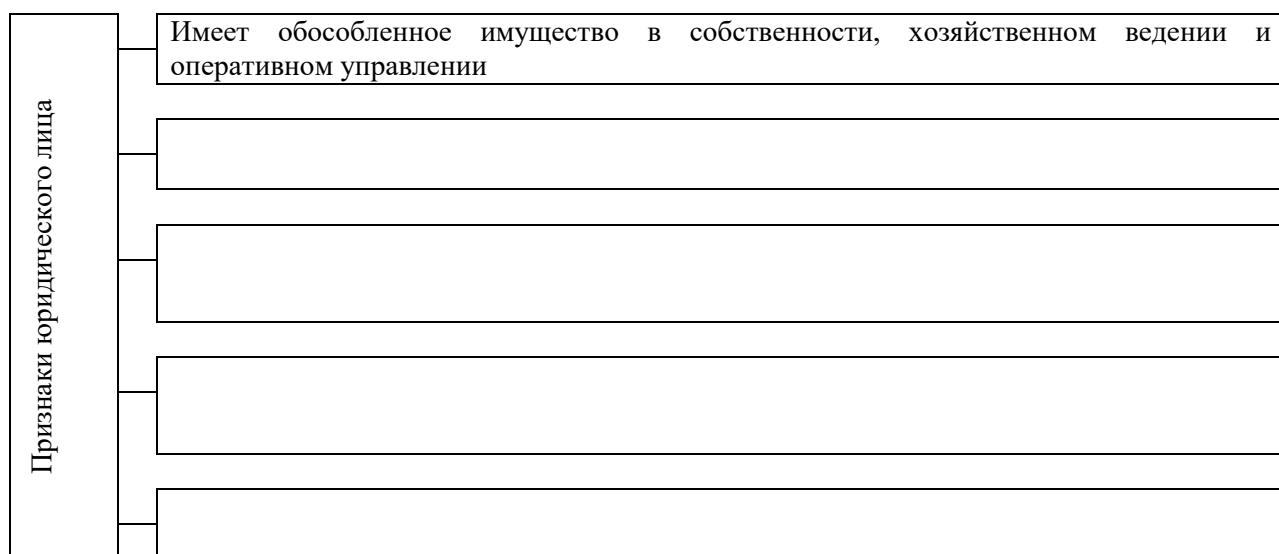 Имеет обособленное имущество в собственности, хозяйственном ведении и
оперативном управлении
Признаки юридического лица